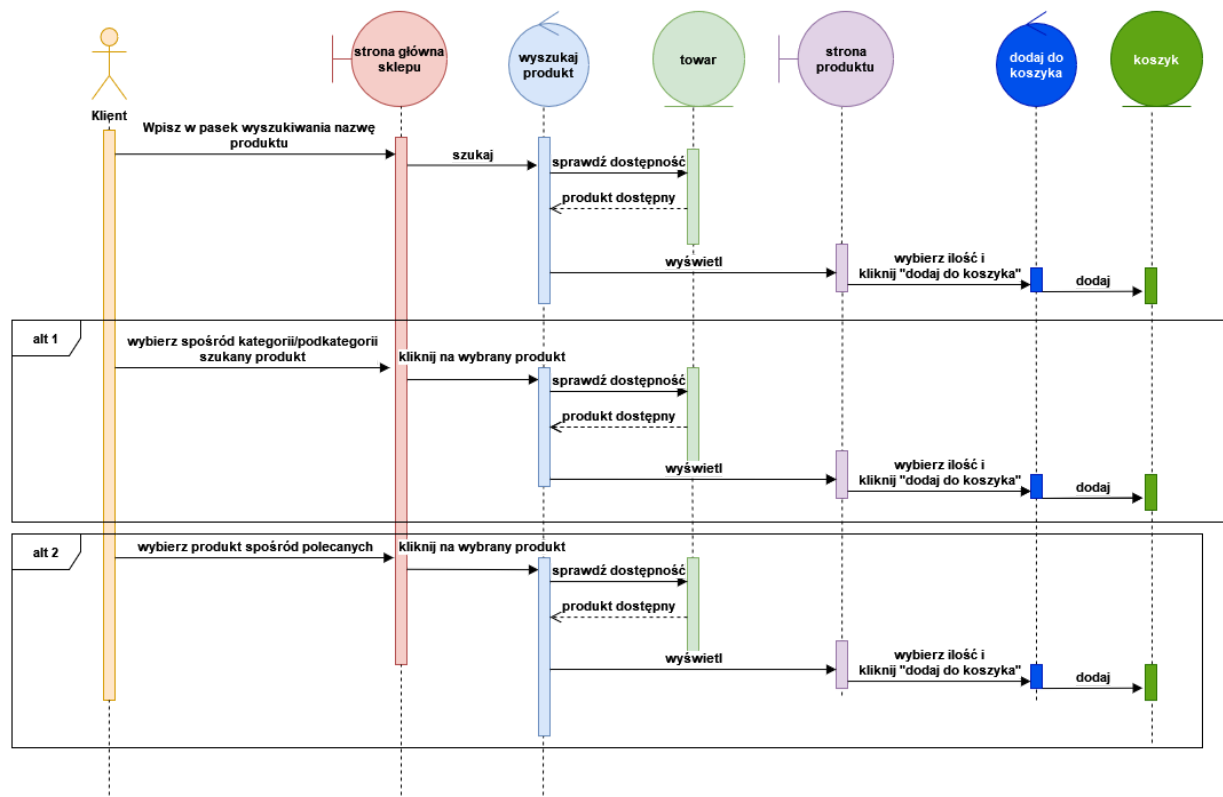 strona główna
sklepu
wyszukaj
produkt
towar
strona
produktu
dodaj do
koszyka
koszyk
Klient
Wpisz w pasek wyszukiwania nazwę
produktu
szukaj
sprawdź dostępność
produkt dostępny
wyświetl
wybierz ilość i
kliknij "dodaj do koszyka"
dodaj
alt 1
wybierz spośród kategorii/podkategorii
szukany produkt
kliknij na wybrany produkt
sprawdź dostępność
produkt dostępny
wyświetl
wybierz ilość i
kliknij "dodaj do koszyka"
dodaj
alt 2
wybierz produkt spośród polecanych
kliknij na wybrany produkt
sprawdź dostępność
produkt dostępny
wyświetl
wybierz ilość i
kliknij "dodaj do koszyka"
dodaj